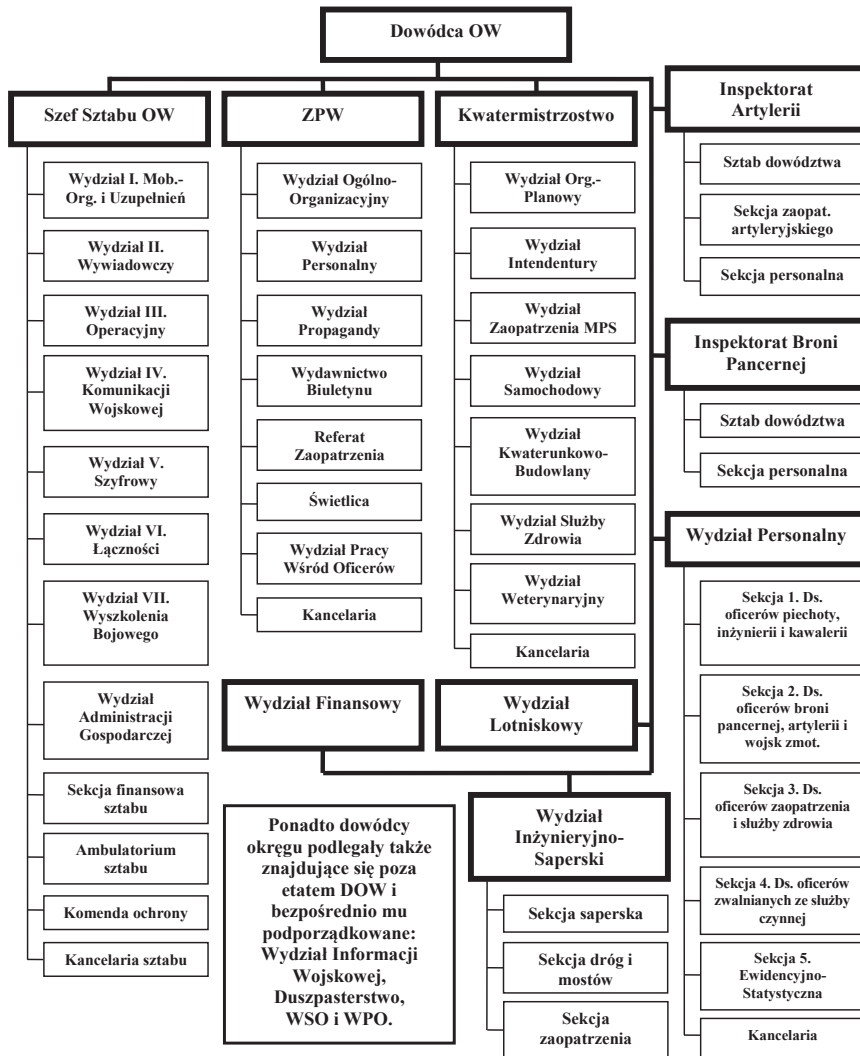 Dowódca OW
Szef Sztabu OW
Wydział I. Mob.-
Org. i Uzupełnień
Wydział II.
Wywiadowczy
Wydział III.
Operacyjny
Wydział IV.
Komunikacji
Wojskowej
Wydział V.
Szyfrowy
Wydział VI.
Łączności
Wydział VII.
Wyszkolenia
Bojowego
Wydział
Administracji
Gospodarczej
Sekcja finansowa
sztabu
Ambulatorium
sztabu
Komenda ochrony
Kancelaria sztabu
ZPW
Wydział Ogólno-
Organizacyjny
Wydział
Personalny
Wydział
Propagandy
Wydawnictwo
Biuletynu
Referat
Zaopatrzenia
Świetlica
Wydział Pracy
Wśród Oficerów
Kancelaria
Kwatermistrzostwo
Wydział Org.-
Planowy
Wydział
Intendentury
Wydział
Zaopatrzenia MPS
Wydział
Samochodowy
Wydział
Kwaterunkowo-
Budowlany
Wydział Służby
Zdrowia
Wydział
Weterynaryjny
Kancelaria
Inspektorat
Artylerii
Sztab dowództwa
Sekcja zaopat.
artyleryjskiego
Sekcja personalna
Inspektorat Broni
Pancernej
Sztab dowództwa
Sekcja personalna
Wydział Personalny
Sekcja 1. Ds.
oficerów piechoty,
inżynierii i kawalerii
Sekcja 2. Ds.
oficerów broni
pancernej, artylerii i
wojsk zmot.
Sekcja 3. Ds.
oficerów zaopatrzenia
i służby zdrowia
Sekcja 4. Ds. oficerów
zwalnianych ze służby
czynnej
Sekcja 5.
Ewidencyjno-
Statystyczna
Kancelaria
Wydział Finansowy
Wydział
Lotniskowy
Wydział
Inżynieryjno-
Saperski
Sekcja saperska
Sekcja dróg i
mostów
Sekcja
zaopatrzenia
Ponadto dowódcy
okręgu podlegały także
znajdujące się poza
etatem DOW i
bezpośrednio mu
podporządkowane:
Wydział Informacji
Wojskowej,
Duszpasterstwo,
WSO i WPO.